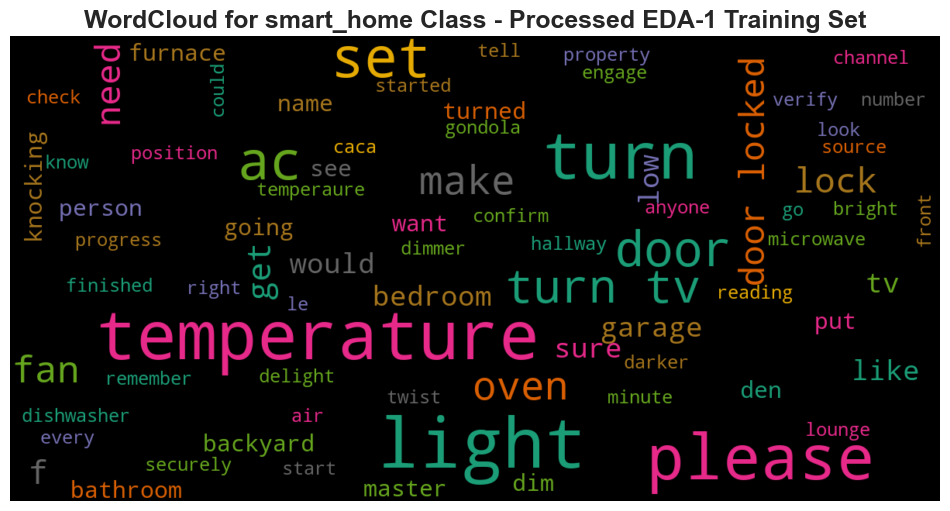 WordCloud for smart_home Class - Processed EDA-1 Training Set
need
furnace
could
set
tell
started
property
engage
channel
check
name
turned
gondola
door locked
verify
number
knocking
know
position
ac
see
caca
temperaure
make
turn
low
look
source
lock
person
progress
going
want
confirm
dimmer
hallway
anyone
door
go
bright
microwave
front
finished
right
get
would
le
bedroom
turn tv
reading
tv
temperature
sure
garage
darker
put
fan
remember
delight
twist
oven
minute
den
like
dishwasher
every
air
backyard
light
please
lounge
f
securely
start
bathroom
master
dim